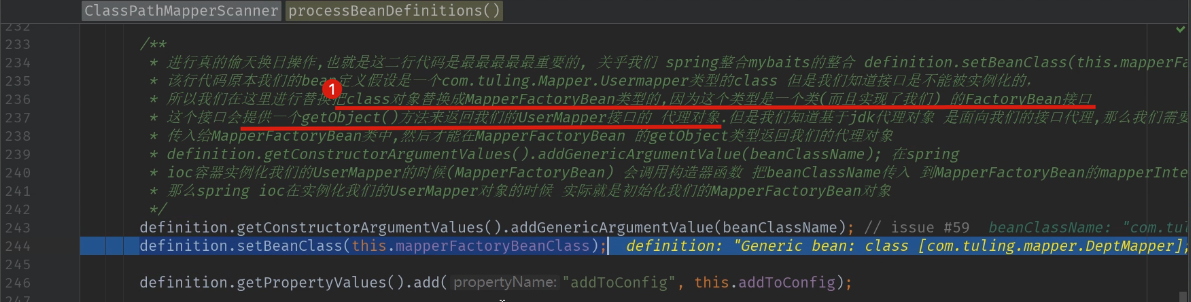 ClassPathMapperScanner processBeanDefinitions()
232
233 /**
234 * 进行真的偷天换日操作,也就是这二行代码是最最最最最重要的, 关乎我们 spring整合mybaits的整合 definition.setBeanClass(this.mapperFa
235 * 该行代码原本我们的bean定义假设是一个com.tuling.Mapper.Usermapper类型的class 但是我们知道接口是不能被实例化的.
1
236 * 所以我们在这里进行替换把class对象替换成MapperFactoryBean类型的,因为这个类型是一个类(而且实现了我们) 的FactoryBean接口
237 * 这个接口会提供一个getObject()方法来返回我们的UserMapper接口的 代理对象.但是我们知道基于jdk代理对象 是面向我们的接口代理,那么我们需要
238 * 传入给MapperFactoryBean类中,然后才能在MapperFactoryBen 的getObject类型返回我们的代理对象
239 * definition.getConstructorArgumentValues().addGenericArgumentValue(beanClassName); 在spring
240 * ioc容器实例化我们的UserMapper的时候(MapperFactoryBean) 会调用构造器函数 把beanClassName传入 到MapperFactoryBean的mapperInte
241 * 那么spring ioc在实例化我们的UserMapper对象的时候 实际就是初始化我们的MapperFactoryBean对象
242 */
243 definition.getConstructorArgumentValues().addGenericArgumentValue(beanClassName); // issue #59 beanClassName: "com.tul
244 definition.setBeanClass(this.mapperFactoryBeanClass); definition: "Generic bean: class [com.tuling.mapper.DeptMapper];
245
246 definition.getPropertyValues().add( propertyName: "addToConfig", this.addToConfig);
247